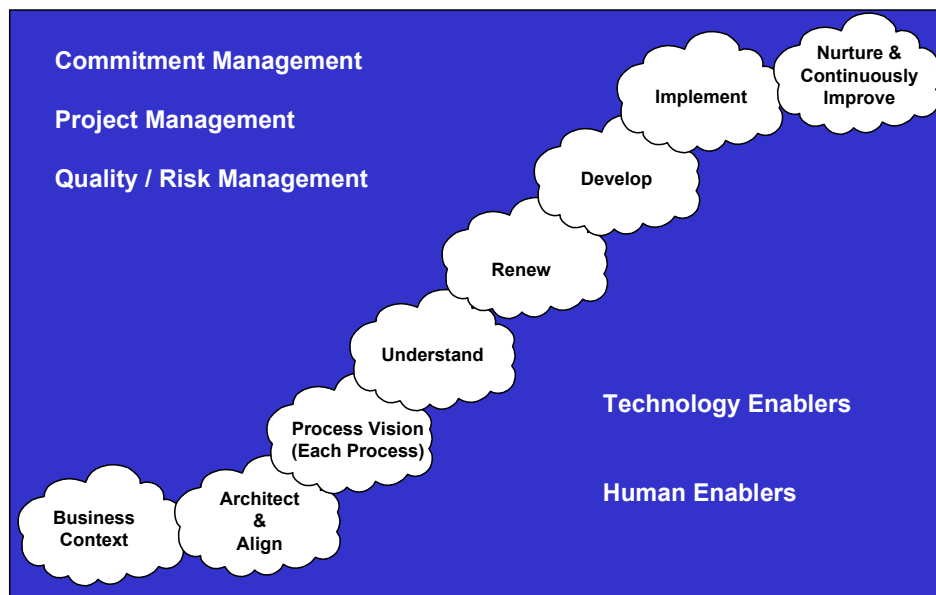 Commitment Management
Project Management
Quality / Risk Management
Nurture &
Continuously
Improve
Implement
Develop
Renew
Understand
Process Vision
(Each Process)
Architect
&
Align
Business
Context
Technology Enablers
Human Enablers